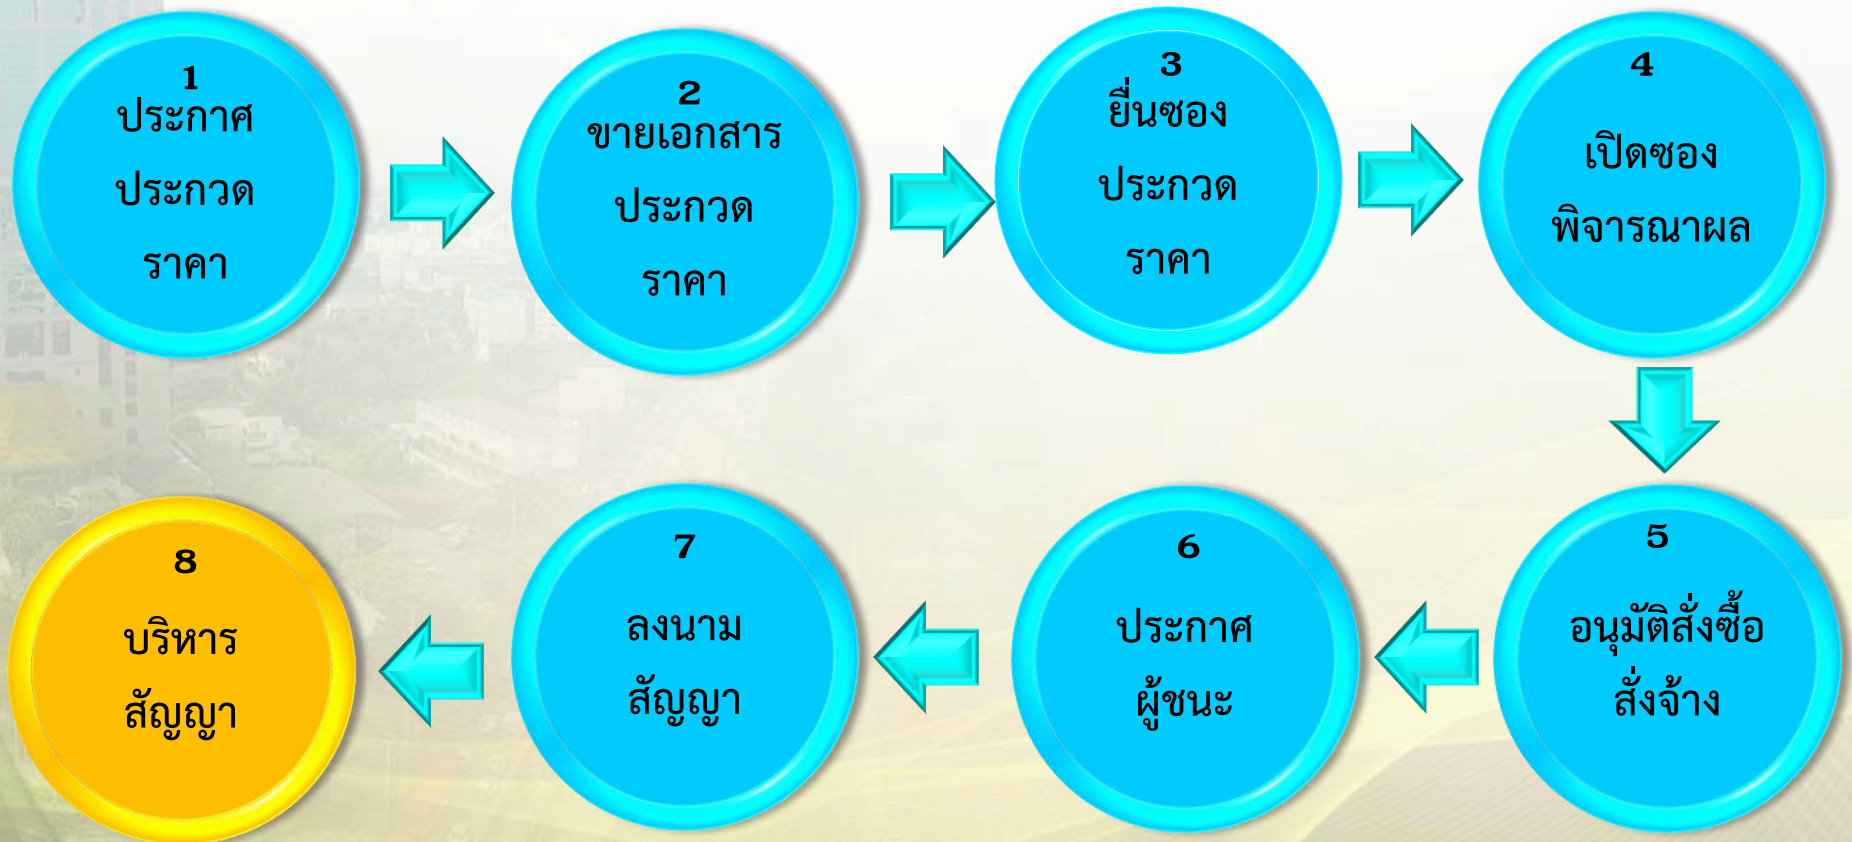 1
ประกาศ
ประกวด
ราคา
2
ขายเอกสาร
ประกวด
ราคา
3
ยื่นซอง
ประกวด
ราคา
4
เปิดซอง
พิจารณาผล
5
อนุมัติสั่งซื้อ
สั่งจ้าง
6
ประกาศ
ผู้ชนะ
7
ลงนาม
สัญญา
8
บริหาร
สัญญา